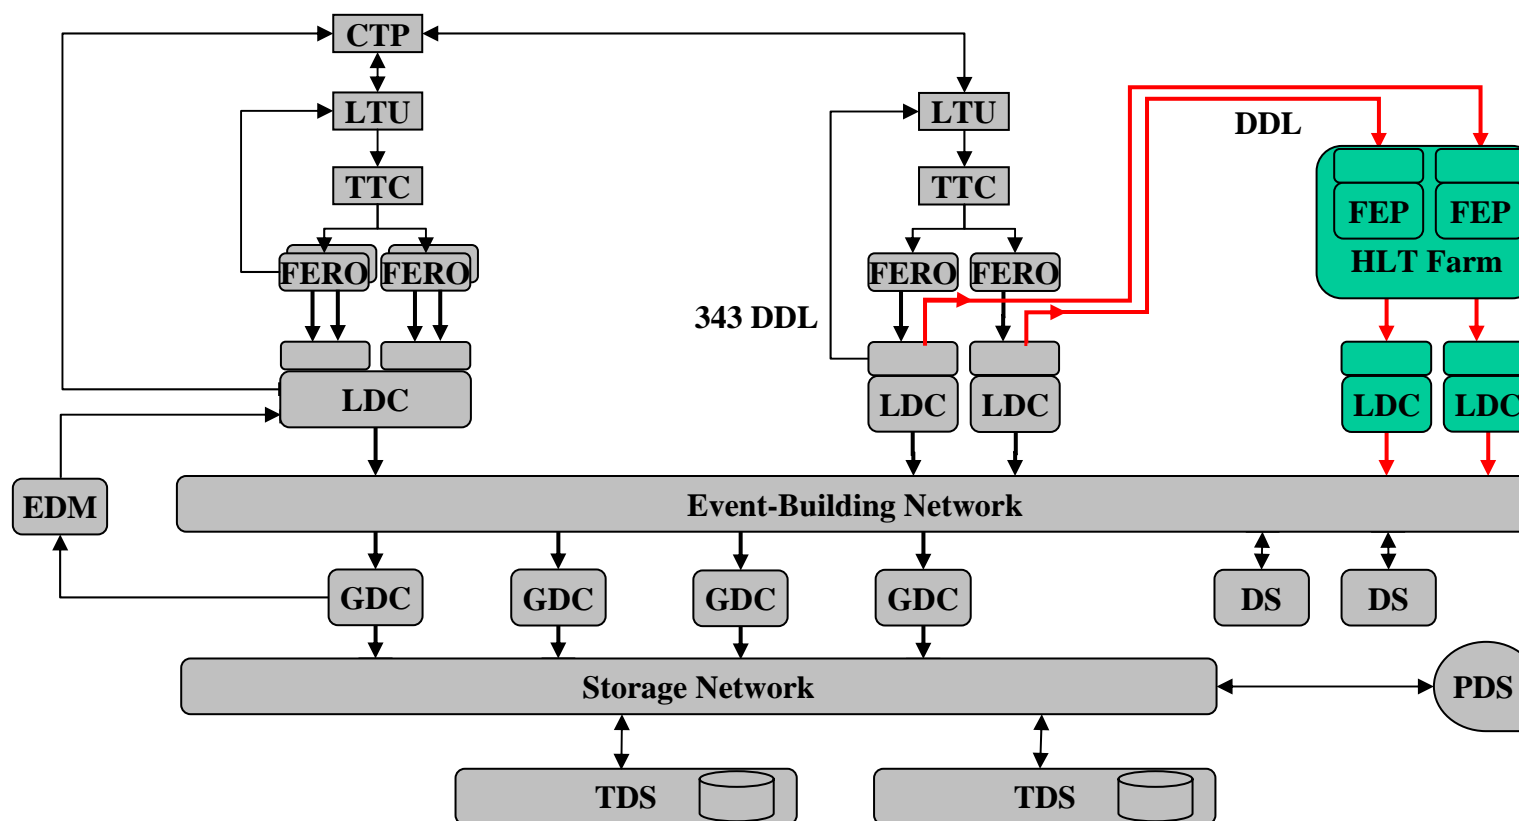 CTP
LTU
LTU
DDL
TTC
TTC
FEP
FEP
FERO
FERO
FERO
FERO
HLT Farm
343 DDL
LDC
LDC
LDC
LDC
LDC
EDM
Event-Building Network
GDC
GDC
GDC
GDC
DS
DS
Storage Network
PDS
TDS
TDS